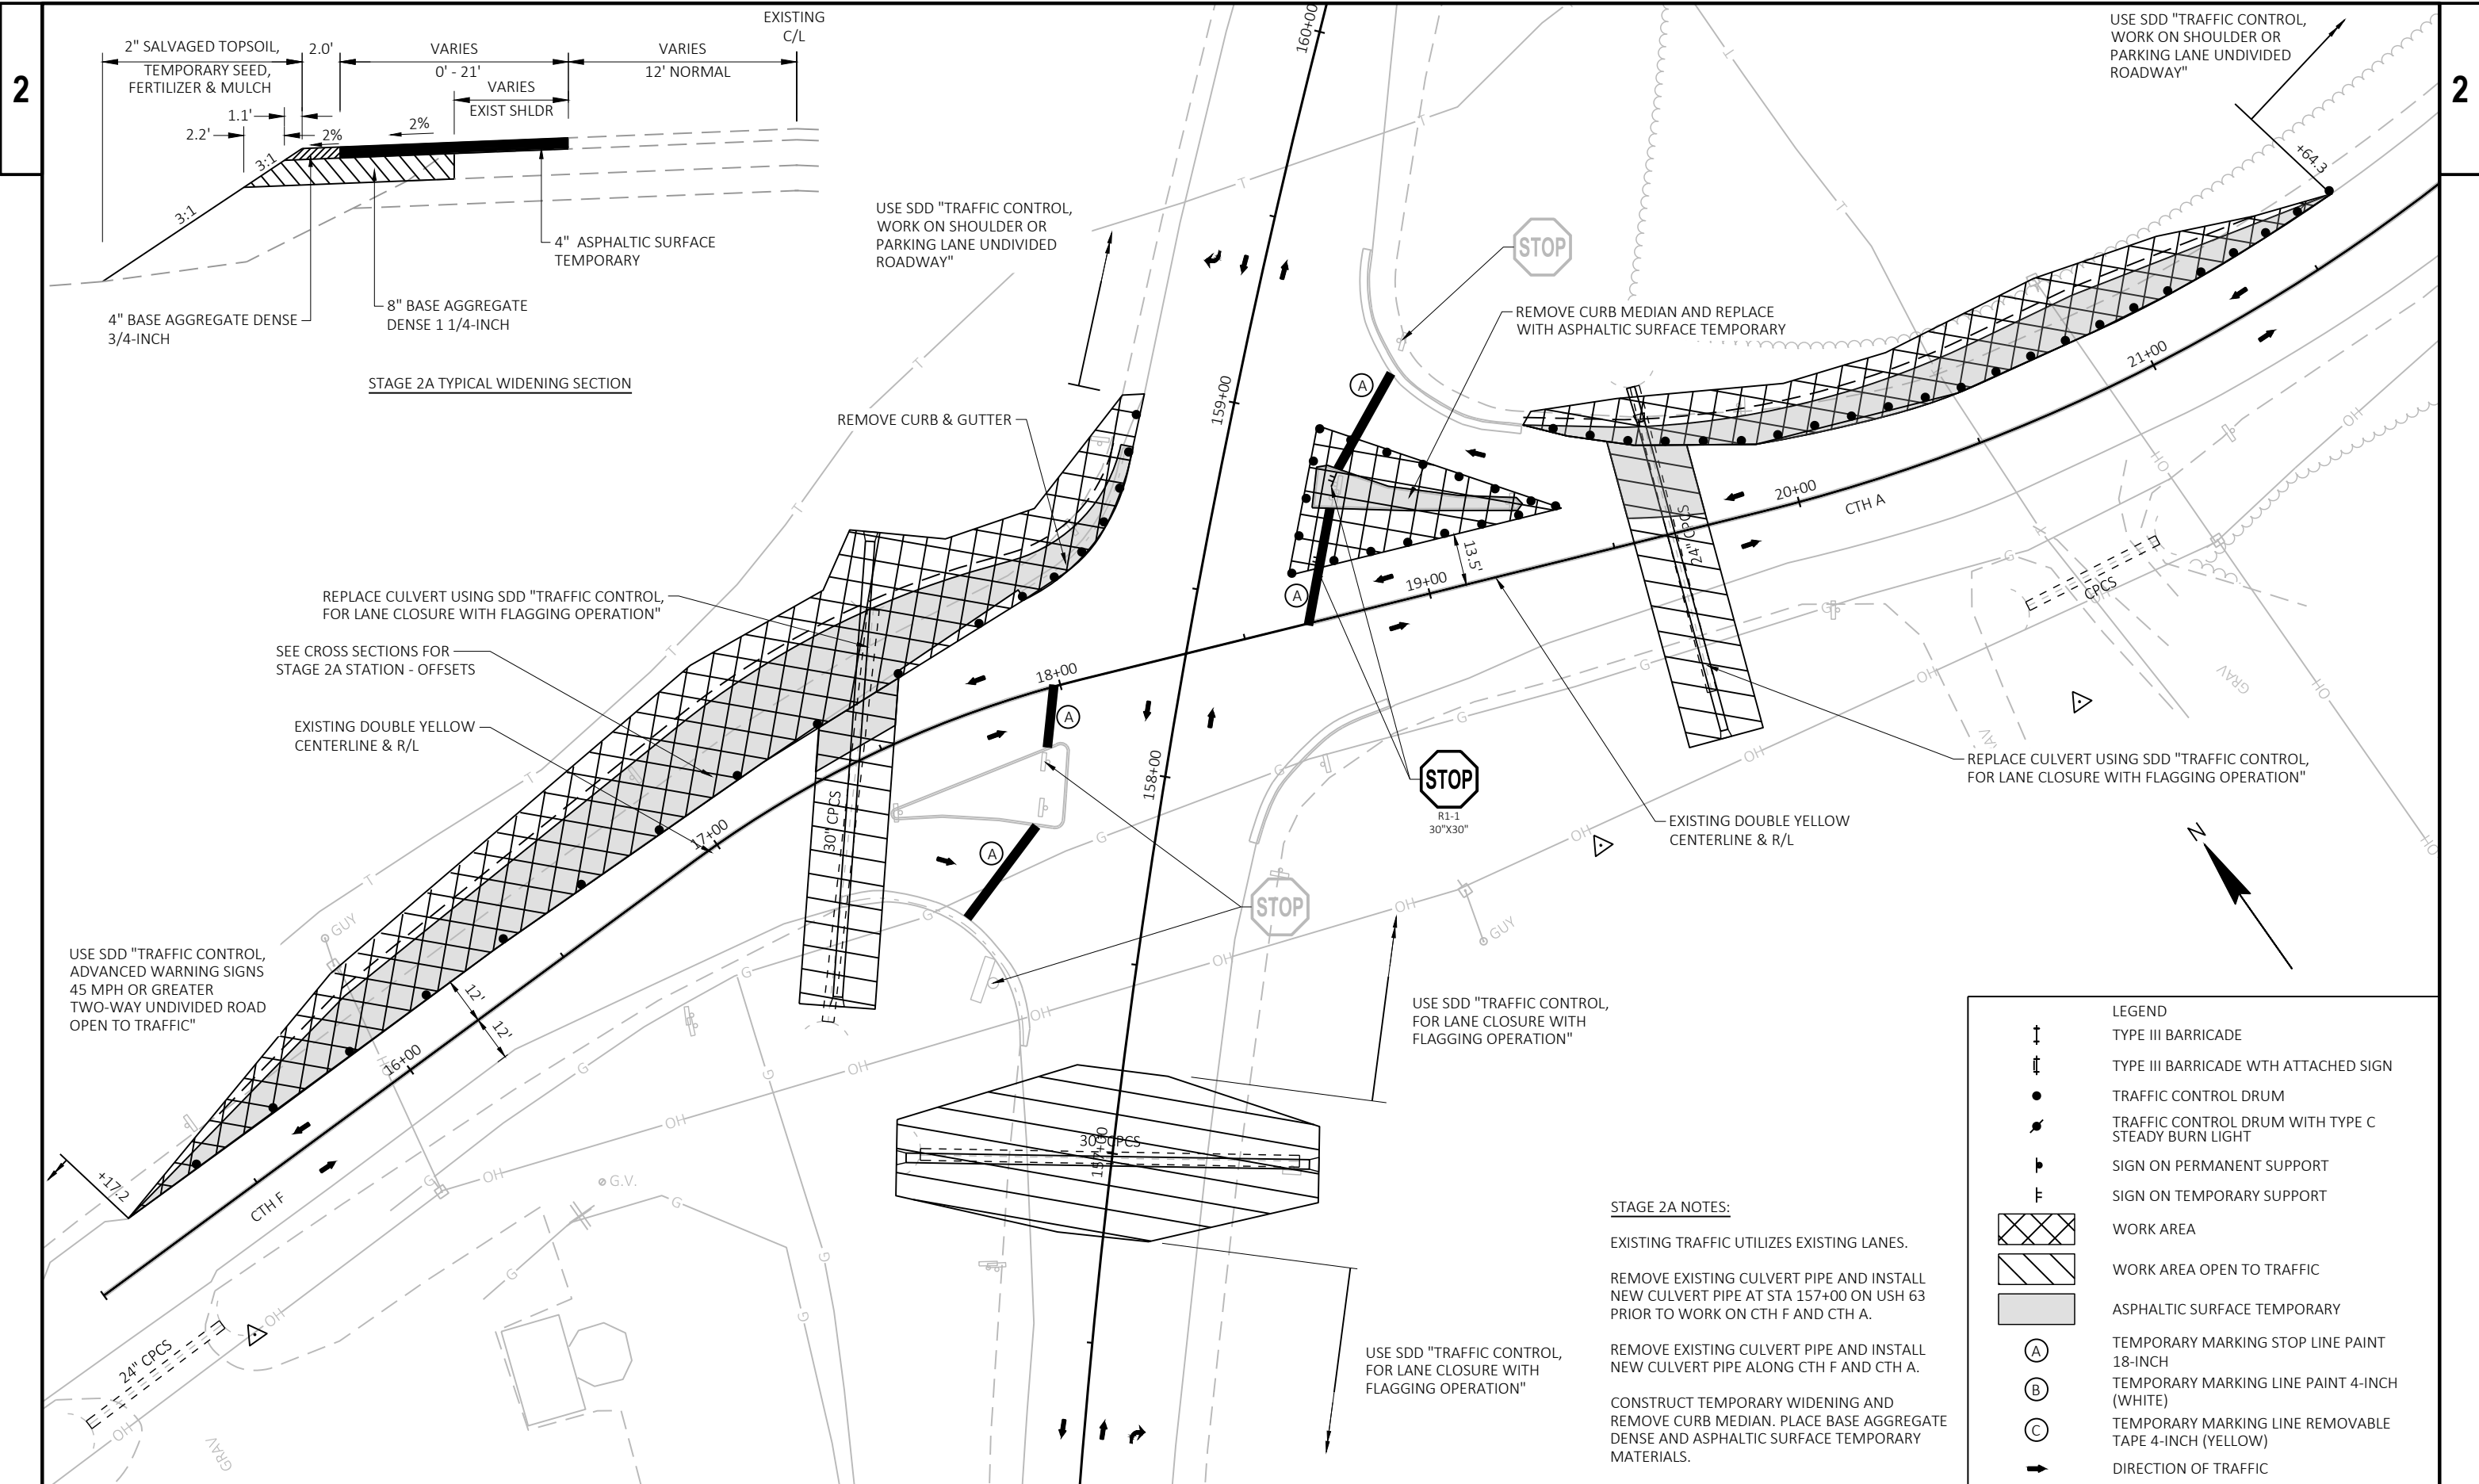 2
2
EXISTING
C/L
2" SALVAGED TOPSOIL,
TEMPORARY SEED,
FERTILIZER & MULCH
2.0'
VARIES
0' - 21'
VARIES
12' NORMAL
VARIES
EXIST SHLDR
1.1'
2.2'
2%
2%
3:1
3:1
4" ASPHALTIC SURFACE
TEMPORARY
8" BASE AGGREGATE
DENSE 1 1/4-INCH
4" BASE AGGREGATE DENSE
3/4-INCH
STAGE 2A TYPICAL WIDENING SECTION
USE SDD "TRAFFIC CONTROL,
WORK ON SHOULDER OR
PARKING LANE UNDIVIDED
ROADWAY"
USE SDD "TRAFFIC CONTROL,
WORK ON SHOULDER OR
PARKING LANE UNDIVIDED
ROADWAY"
+64.3
160+00
159+00
158+00
157+00
STOP
REMOVE CURB MEDIAN AND REPLACE
WITH ASPHALTIC SURFACE TEMPORARY
REMOVE CURB & GUTTER
A
A
A
A
REPLACE CULVERT USING SDD "TRAFFIC CONTROL,
FOR LANE CLOSURE WITH FLAGGING OPERATION"
SEE CROSS SECTIONS FOR
STAGE 2A STATION - OFFSETS
EXISTING DOUBLE YELLOW
CENTERLINE & R/L
21+00
20+00
CTH A
19+00
18+00
17+00
16+00
CTH F
13.5'
24" CPCS
30" CPCS
30" CPCS
24" CPCS
CPCS
12'
12'
+17.2
STOP
R1-1
30"X30"
STOP
REPLACE CULVERT USING SDD "TRAFFIC CONTROL,
FOR LANE CLOSURE WITH FLAGGING OPERATION"
EXISTING DOUBLE YELLOW
CENTERLINE & R/L
N
USE SDD "TRAFFIC CONTROL,
ADVANCED WARNING SIGNS
45 MPH OR GREATER
TWO-WAY UNDIVIDED ROAD
OPEN TO TRAFFIC"
USE SDD "TRAFFIC CONTROL,
FOR LANE CLOSURE WITH
FLAGGING OPERATION"
USE SDD "TRAFFIC CONTROL,
FOR LANE CLOSURE WITH
FLAGGING OPERATION"
GUY
GUY
G.V.
GRAV
GRAV
T
T
T
T
T
T
T
T
T
G
G
G
G
G
G
G
G
G
G
G
G
G
OH
OH
OH
OH
OH
OH
OH
OH
OH
OH
OH
OH
OH
STAGE 2A NOTES:
EXISTING TRAFFIC UTILIZES EXISTING LANES.
REMOVE EXISTING CULVERT PIPE AND INSTALL
NEW CULVERT PIPE AT STA 157+00 ON USH 63
PRIOR TO WORK ON CTH F AND CTH A.
REMOVE EXISTING CULVERT PIPE AND INSTALL
NEW CULVERT PIPE ALONG CTH F AND CTH A.
CONSTRUCT TEMPORARY WIDENING AND
REMOVE CURB MEDIAN. PLACE BASE AGGREGATE
DENSE AND ASPHALTIC SURFACE TEMPORARY
MATERIALS.
LEGEND
TYPE III BARRICADE
TYPE III BARRICADE WTH ATTACHED SIGN
TRAFFIC CONTROL DRUM
TRAFFIC CONTROL DRUM WITH TYPE C
STEADY BURN LIGHT
SIGN ON PERMANENT SUPPORT
SIGN ON TEMPORARY SUPPORT
WORK AREA
WORK AREA OPEN TO TRAFFIC
ASPHALTIC SURFACE TEMPORARY
A TEMPORARY MARKING STOP LINE PAINT
18-INCH
B TEMPORARY MARKING LINE PAINT 4-INCH
(WHITE)
C TEMPORARY MARKING LINE REMOVABLE
TAPE 4-INCH (YELLOW)
DIRECTION OF TRAFFIC